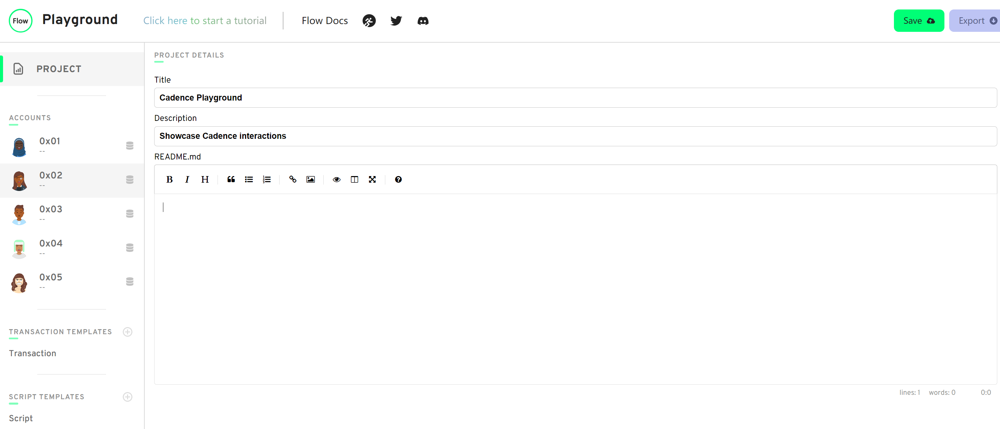 Flow
Playground
Click here to start a tutorial
Flow Docs
Save
Export
PROJECT
ACCOUNTS
0x01
--
0x02
--
0x03
--
0x04
--
0x05
--
TRANSACTION TEMPLATES
Transaction
SCRIPT TEMPLATES
Script
PROJECT DETAILS
Title
Cadence Playground
Description
Showcase Cadence interactions
README.md
B I H
lines: 1 words: 0 0:0